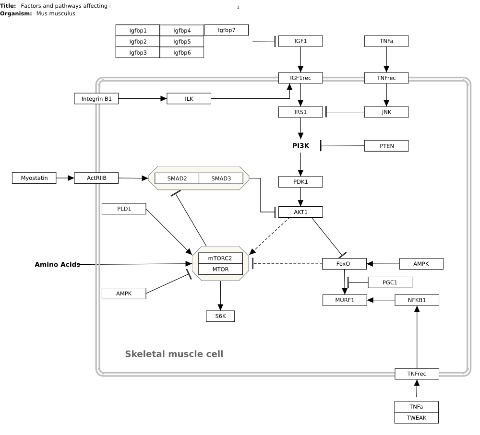 Title: Factors and pathways affecting
Organism: Mus musculus
Igfbp1 Igfbp4 Igfbp7
Igfbp2 Igfbp5
Igfbp3 Igfbp6
IGF1 TNFa
IGF1rec TNFrec
Integrin B1 ILK
IRS1 JNK
PI3K PTEN
Myostatin ActRIIB SMAD2 SMAD3 PDK1
PLD1 AKT1
mTORC2
Amino Acids MTOR FoxO AMPK
PGC1
AMPK MURF1 NFKB1
S6K
Skeletal muscle cell
TNFrec
TNFa
TWEAK